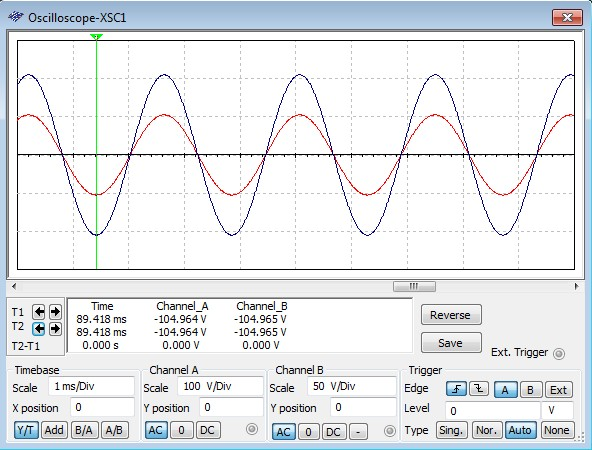 Oscilloscope-XSC1
Time Channel_A Channel_B
T1 89.418 ms -104.964 V -104.965 V
T2 89.418 ms -104.964 V -104.965 V
T2-T1 0.000 s 0.000 V 0.000 V
Reverse
Save
Ext. Trigger
Timebase
Scale 1 ms/Div
X position 0
Y/T Add B/A A/B
Channel A
Scale 100 V/Div
Y position 0
AC 0 DC
Channel B
Scale 50 V/Div
Y position 0
AC 0 DC -
Trigger
Edge A B Ext
Level 0 V
Type Sing. Nor. Auto None